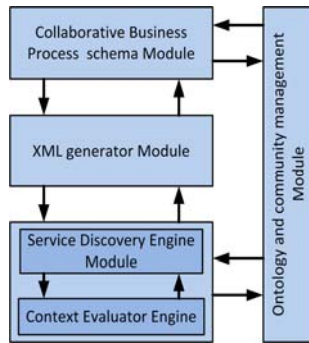 Collaborative Business
Process schema Module
XML generator Module
Service Discovery Engine
Module
Context Evaluator Engine
Ontology and community management
Module